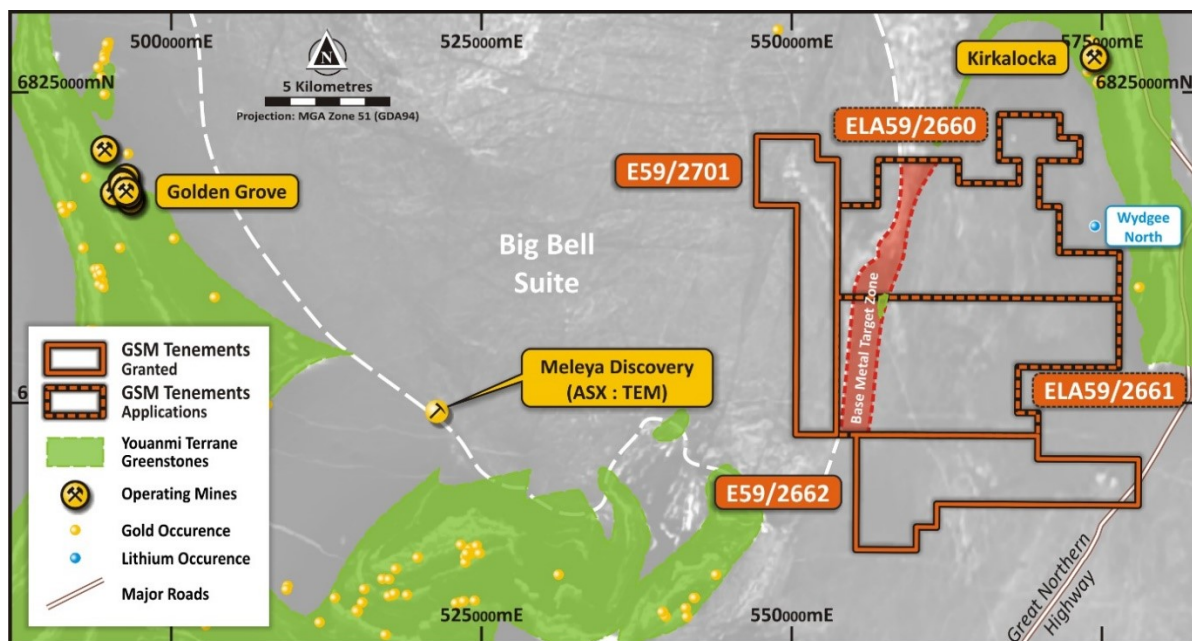 500000mE
525000mE
550000mE
575000mE
6825000mN
6825000mN
N
5 Kilometres
Projection: MGA Zone 51 (GDA94)
Kirkalocka
ELA59/2660
E59/2701
Golden Grove
Wydgee
North
Big Bell
Suite
Base Metal Target Zone
Meleya Discovery
(ASX : TEM)
ELA59/2661
E59/2662
GSM Tenements
Granted
GSM Tenements
Applications
Youanmi Terrane
Greenstones
Operating Mines
Gold Occurence
Lithium Occurence
Major Roads
Great Northern
Highway
525000mE
550000mE